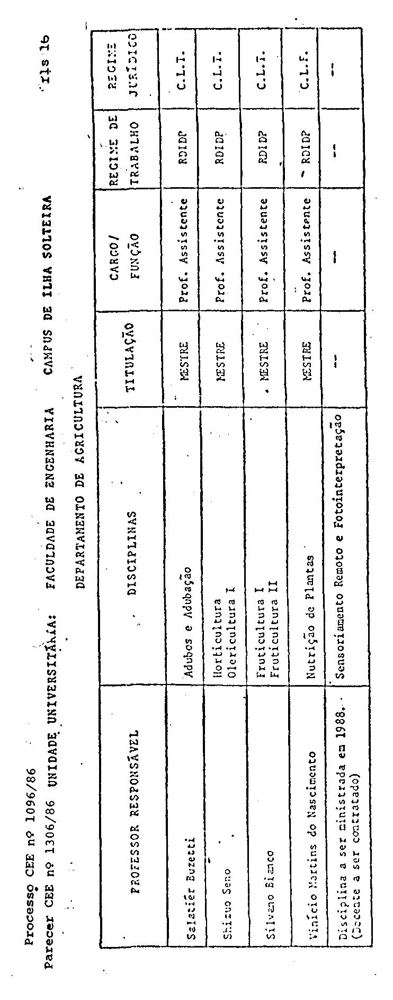 Processo CEE nº 1096/86
Parecer CEE nº 1306/86 UNIDADE UNIVERSITÁRIA: FACULDADE DE ENGENHARIA CAMPUS DE ILHA SOLTEIRA fls 16
DEPARTAMENTO DE AGRICULTURA
PROFESSOR RESPONSÁVEL DISCIPLINAS TITULAÇÃO CARGO/ FUNÇÃO REGIME DE TRABALHO REGIME JURÍDICO
Salatiér Buzetti Adubos e Adubação MESTRE Prof. Assistente RDIDP C.L.T.
Shizuo Seno Horticultura MESTRE Prof. Assistente RDIDP C.L.T.
Olericultura I
Silvano Bianco Fruticultura I MESTRE Prof. Assistente RDIDP C.L.T.
Fruticultura II
Vinício Martins do Nascimento Nutrição de Plantas MESTRE Prof. Assistente RDIDP C.L.F.
Disciplina a ser ministrada em 1988. Sensoriamento Remoto e Fotointerpretação -- -- -- --
(Docente a ser contratado)